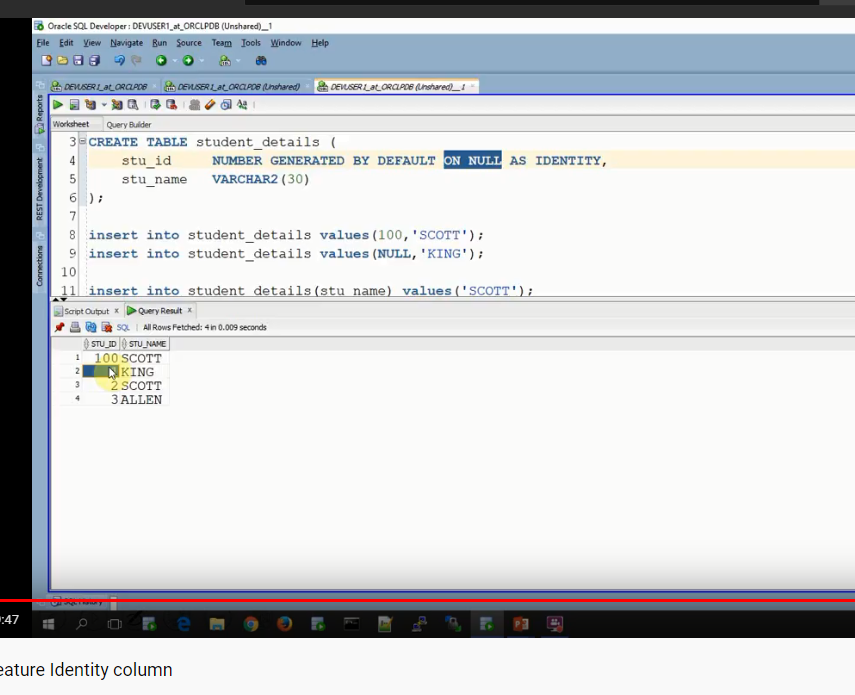 Oracle SQL Developer : DEVUSER1_at_ORCLPDB (Unshared)__1
File Edit View Navigate Run Source Team Tools Window Help
DEVUSER1_at_ORCLPDB DEVUSER1_at_ORCLPDB (Unshared) DEVUSER1_at_ORCLPDB (Unshared)__1
Reports
REST Development
Connections
Worksheet Query Builder
3 CREATE TABLE student_details (
4 stu_id NUMBER GENERATED BY DEFAULT ON NULL AS IDENTITY,
5 stu_name VARCHAR2(30)
6 );
7
8 insert into student_details values(100,'SCOTT');
9 insert into student_details values(NULL,'KING');
10
11 insert into student_details(stu_name) values('SCOTT');
Script Output x Query Result x
SQL | All Rows Fetched: 4 in 0.009 seconds
STU_ID STU_NAME
1 100 SCOTT
2 KING
3 2 SCOTT
4 3 ALLEN
SQL History
:47
eature Identity column